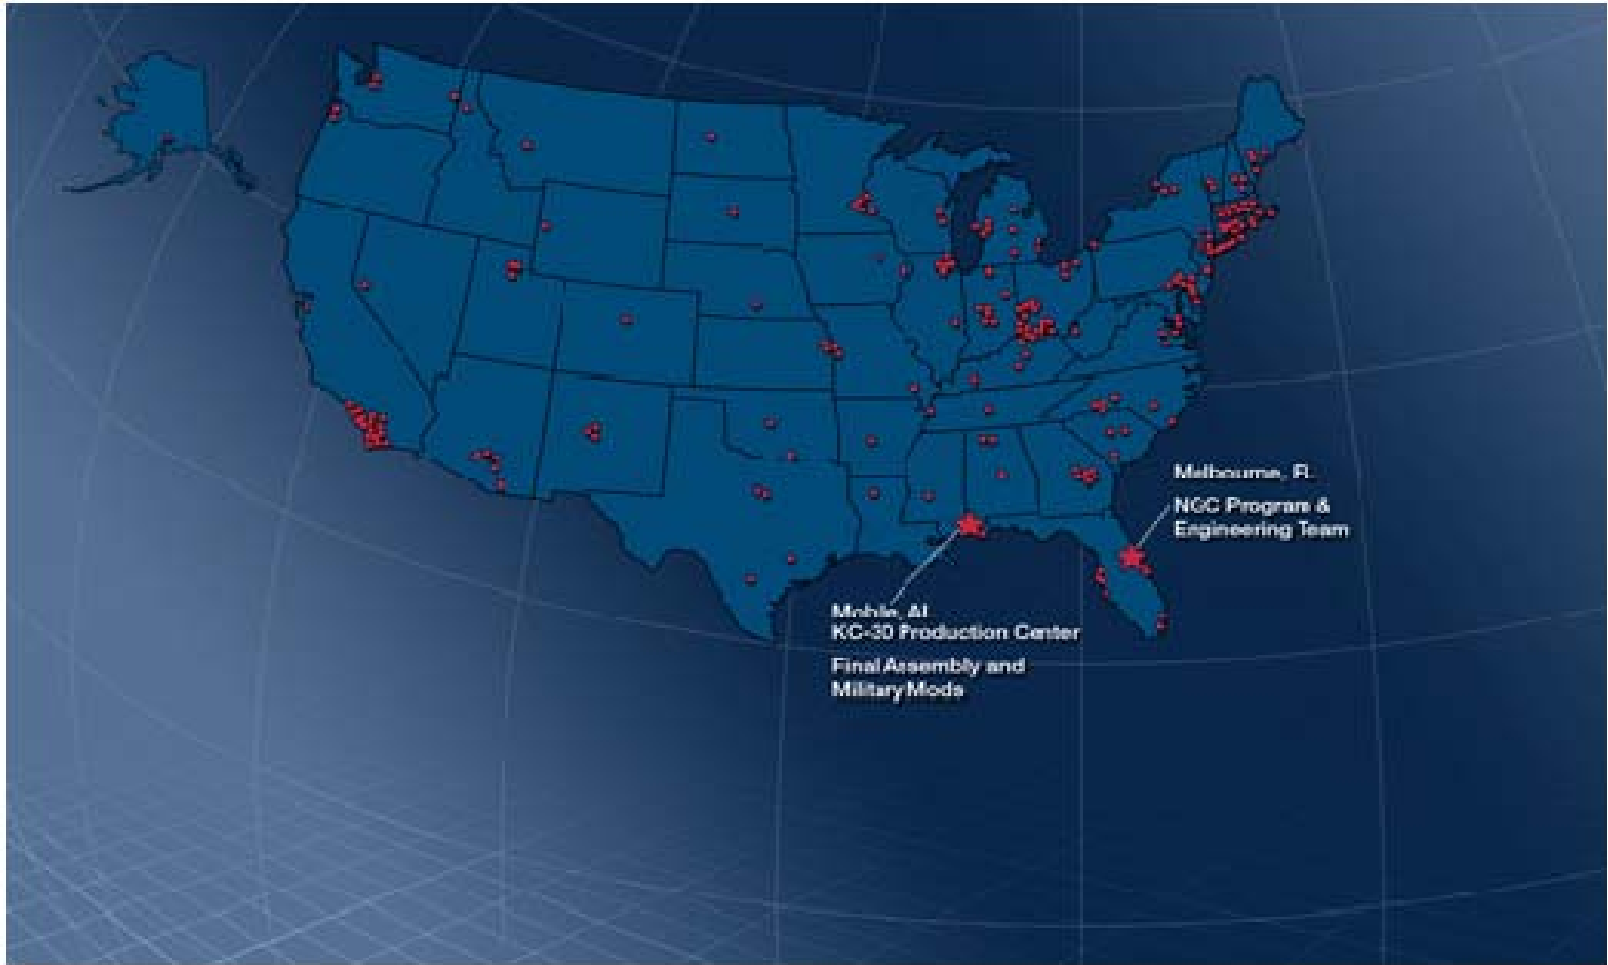 Melbourne, FL
NGC Program &
Engineering Team
Mobile, AL
KC-30 Production Center
Final Assembly and
Military Mods